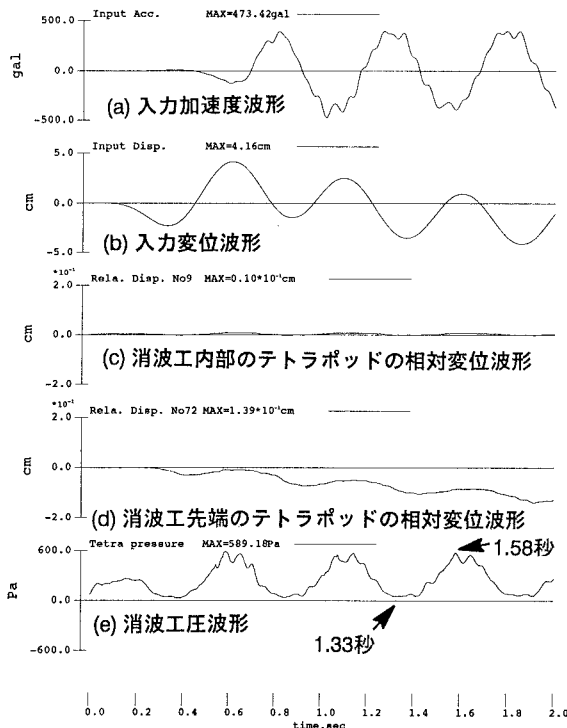 Input Acc. MAX=473.42gal
500.0
gal
0.0
-500.0
(a) 入力加速度波形
Input Disp. MAX=4.16cm
5.0
cm
0.0
-5.0
(b) 入力変位波形
*10⁻¹ Rela. Disp. No9 MAX=0.10*10⁻¹cm
2.0
cm
0.0
-2.0
(c) 消波工内部のテトラポッドの相対変位波形
*10⁻¹ Rela. Disp. No72 MAX=1.39*10⁻¹cm
2.0
cm
0.0
-2.0
(d) 消波工先端のテトラポッドの相対変位波形
Tetra pressure MAX=589.18Pa
600.0
1.58秒
Pa
0.0
-600.0
(e) 消波工圧波形
1.33秒
0.0 0.2 0.4 0.6 0.8 1.0 1.2 1.4 1.6 1.8 2.0
time.sec